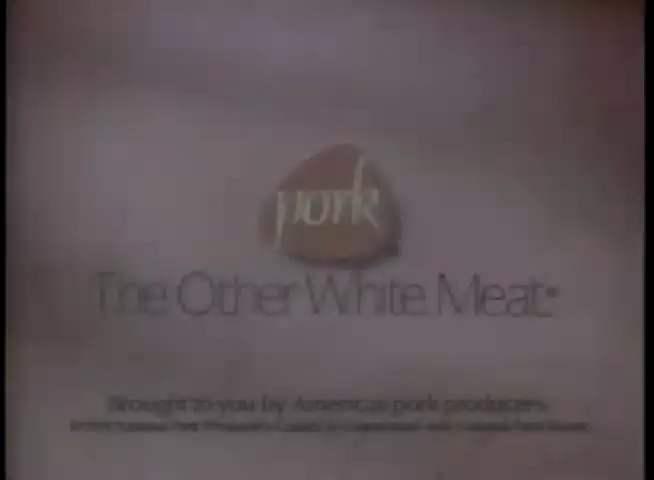 pork
The Other White Meat®
Brought to you by America's pork producers.